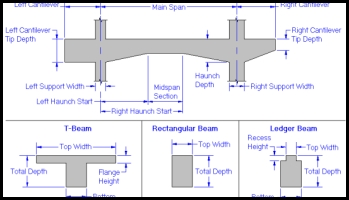 Left Cantilever
Main Span
Right Cantilever
Left Cantilever
Tip Depth
Right Cantilever
Tip Depth
Left Support Width
Haunch
Depth
Right Support Width
Left Haunch Start
Midspan
Section
Right Haunch Start
T-Beam
Rectangular Beam
Ledger Beam
Top Width
Total Depth
Flange
Height
Bottom
Top Width
Total Depth
Recess
Height
Top Width
Total Depth
Bottom